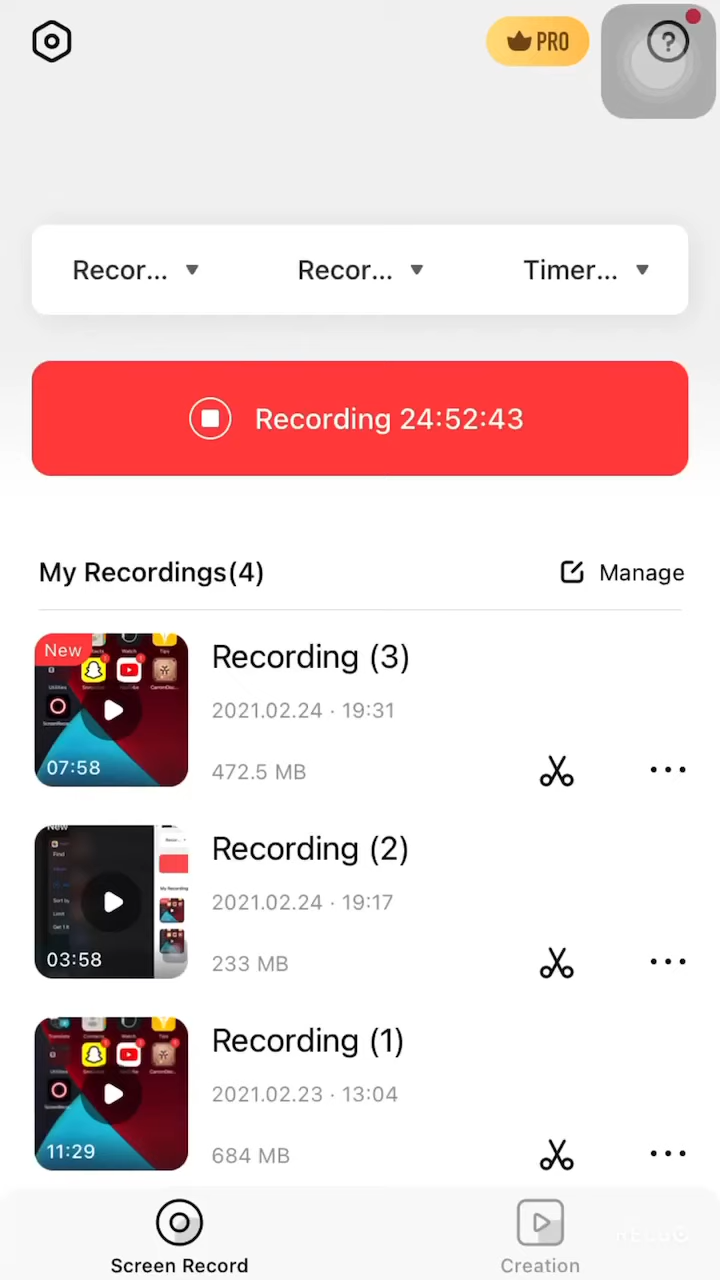 PRO
?
Recor... Recor... Timer...
Recording 24:52:43
My Recordings(4)
Manage
New
07:58
Recording (3)
2021.02.24 · 19:31
472.5 MB
03:58
Recording (2)
2021.02.24 · 19:17
233 MB
11:29
Recording (1)
2021.02.23 · 13:04
684 MB
Screen Record
Creation